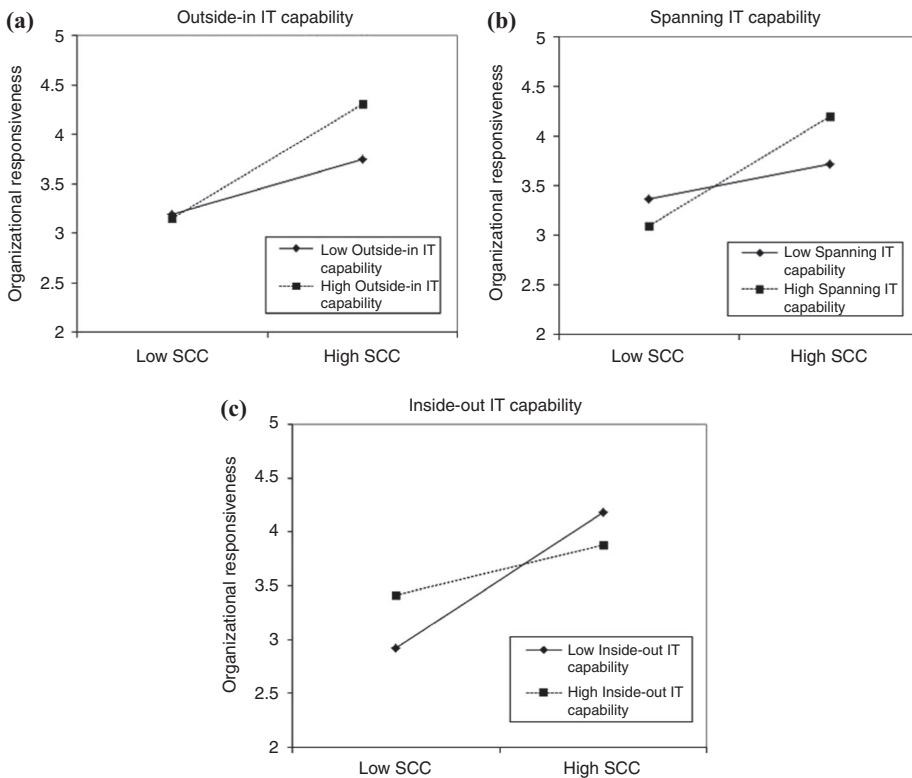 (a)
Outside-in IT capability
Organizational responsiveness
5
4.5
4
3.5
3
2.5
2
Low SCC
High SCC
Low Outside-in IT
capability
High Outside-in IT
capability
(b)
Spanning IT capability
Organizational responsiveness
5
4.5
4
3.5
3
2.5
2
Low SCC
High SCC
Low Spanning IT
capability
High Spanning IT
capability
(c)
Inside-out IT capability
Organizational responsiveness
5
4.5
4
3.5
3
2.5
2
Low SCC
High SCC
Low Inside-out IT
capability
High Inside-out IT
capability